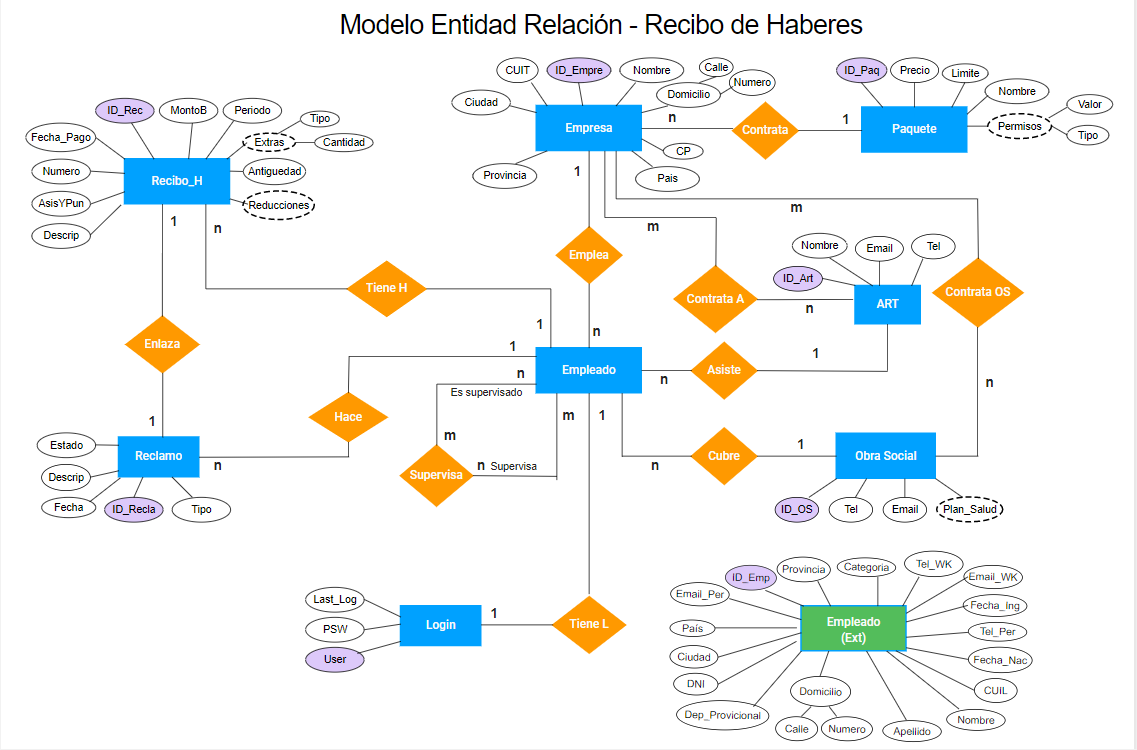 Modelo Entidad Relación - Recibo de Haberes
CUIT
ID_Empre
Nombre
Calle
Numero
Domicilio
Ciudad
Empresa
n
Contrata
1
CP
Provincia
Pais
ID_Paq
Precio
Limite
Nombre
Paquete
Permisos
Valor
Tipo
ID_Rec
MontoB
Periodo
Tipo
Fecha_Pago
Extras
Cantidad
Numero
Recibo_H
Antiguedad
AsisYPun
Reducciones
Descrip
1
n
1
m
m
Emplea
Nombre
Email
Tel
ID_Art
Tiene H
Contrata A
n
ART
Contrata OS
1
n
Enlaza
1
1
Empleado
n
Asiste
1
n
n
Es supervisado
m
1
Hace
m
1
Estado
Reclamo
n
Descrip
Fecha
ID_Recla
Tipo
Supervisa
n
Supervisa
n
Cubre
1
Obra Social
ID_OS
Tel
Email
Plan_Salud
Last_Log
PSW
User
Login
1
Tiene L
ID_Emp
Provincia
Categoria
Tel_WK
Email_WK
Email_Per
Fecha_Ing
País
Empleado
(Ext)
Tel_Per
Ciudad
Fecha_Nac
DNI
CUIL
Dep_Provicional
Domicilio
Nombre
Calle
Numero
Apellido